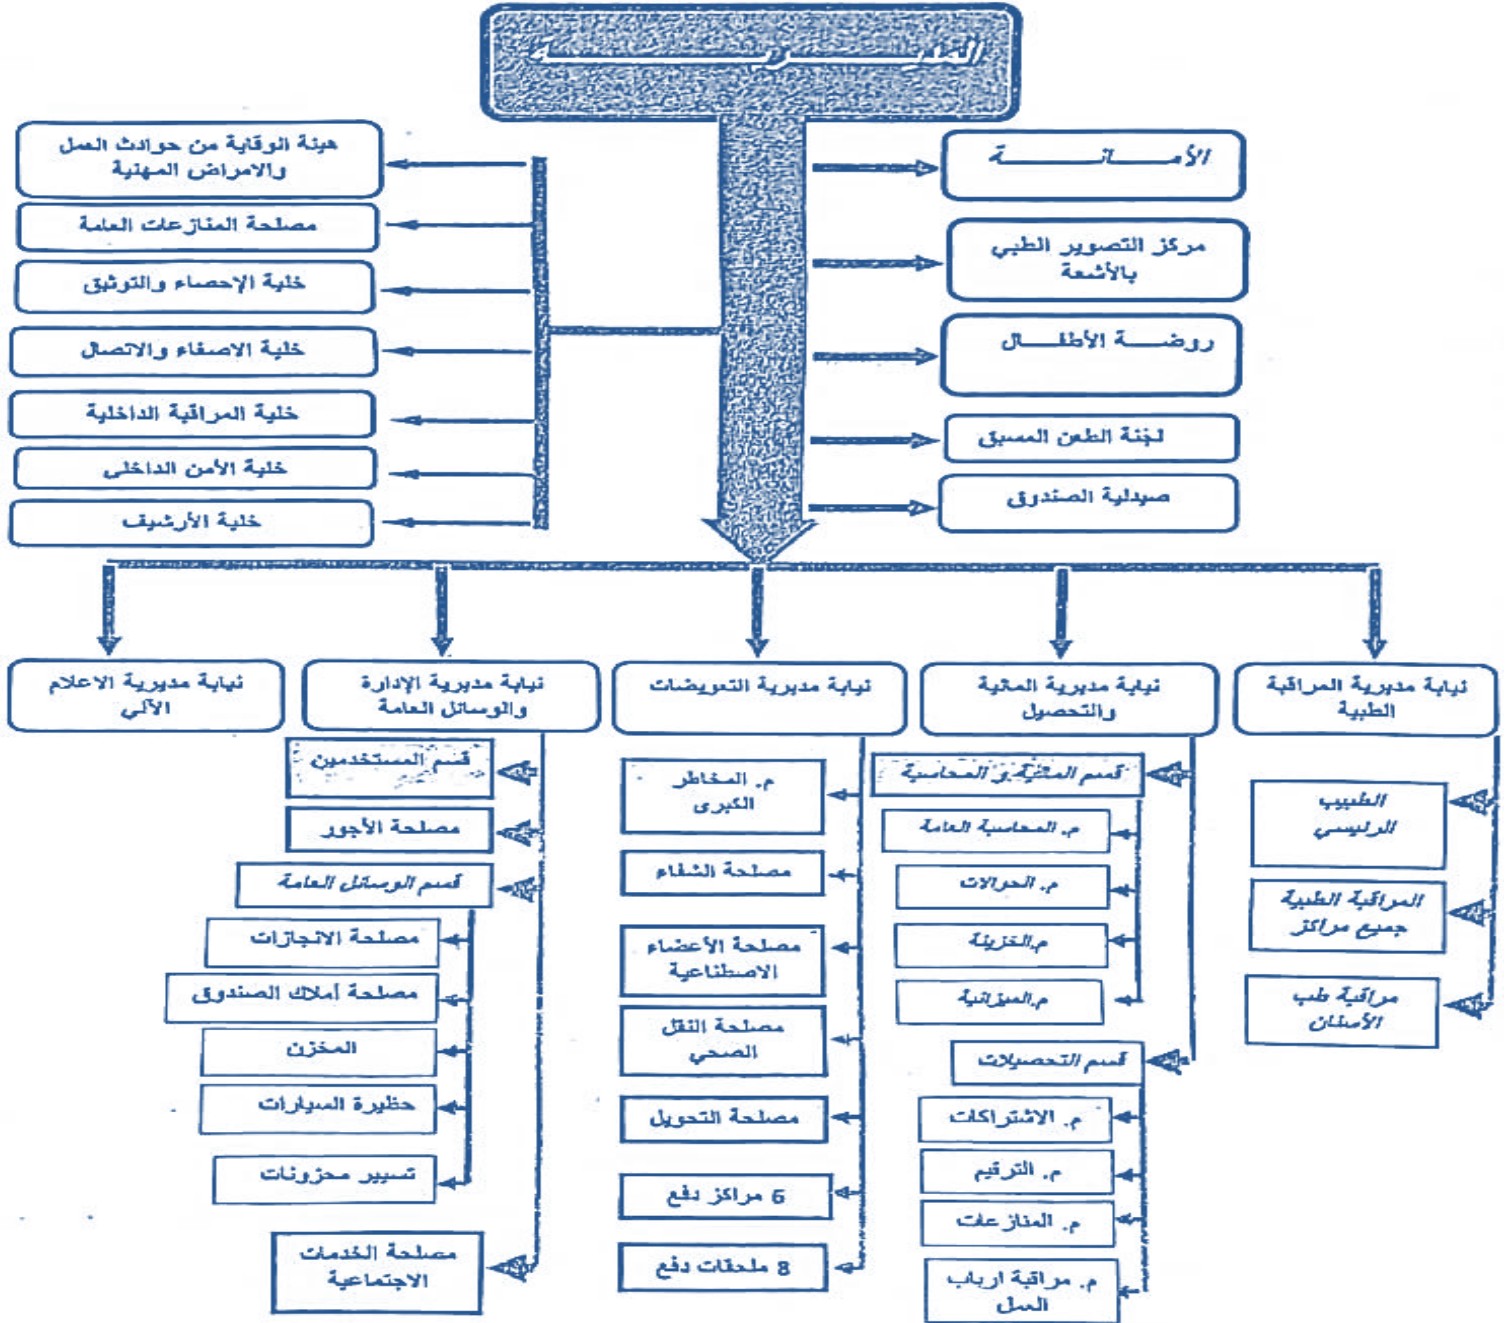 الأمـــانـــــــة
مركز التصوير الطبي
بالأشعة
روضـــة الأطفـــال
لجنة الطعن المسبق
صيدلية الصندوق
هيئة الوقاية من حوادث العمل
والامراض المهنية
مصلحة المنازعات العامة
خلية الإحصاء والتوثيق
خلية الاصغاء والاتصال
خلية المراقبة الداخلية
خلية الأمن الداخلي
خلية الأرشيف
نيابة مديرية المراقبة
الطبية
الطبيب
الرئيسي
المراقبة الطبية
جميع مراكز
مراقبة طب
الأسنان
نيابة مديرية المالية
والتحصيل
قسم المالية و المحاسبة
م. المحاسبة العامة
م. الحوالات
م.الخزينة
م.الميزانية
قسم التحصيلات
م. الاشتراكات
م. الترقيم
م. المنازعات
م. مراقبة ارباب
العمل
نيابة مديرية التعويضات
م. المخاطر
الكبرى
مصلحة الشفاء
مصلحة الأعضاء
الاصطناعية
مصلحة النقل
الصحي
مصلحة التحويل
6 مراكز دفع
8 ملحقات دفع
نيابة مديرية الإدارة
والوسائل العامة
قسم المستخدمين
مصلحة الأجور
قسم الوسائل العامة
مصلحة الانجازات
مصلحة أملاك الصندوق
المخزن
حظيرة السيارات
تسيير محزونات
مصلحة الخدمات
الاجتماعية
نيابة مديرية الاعلام
الآلي